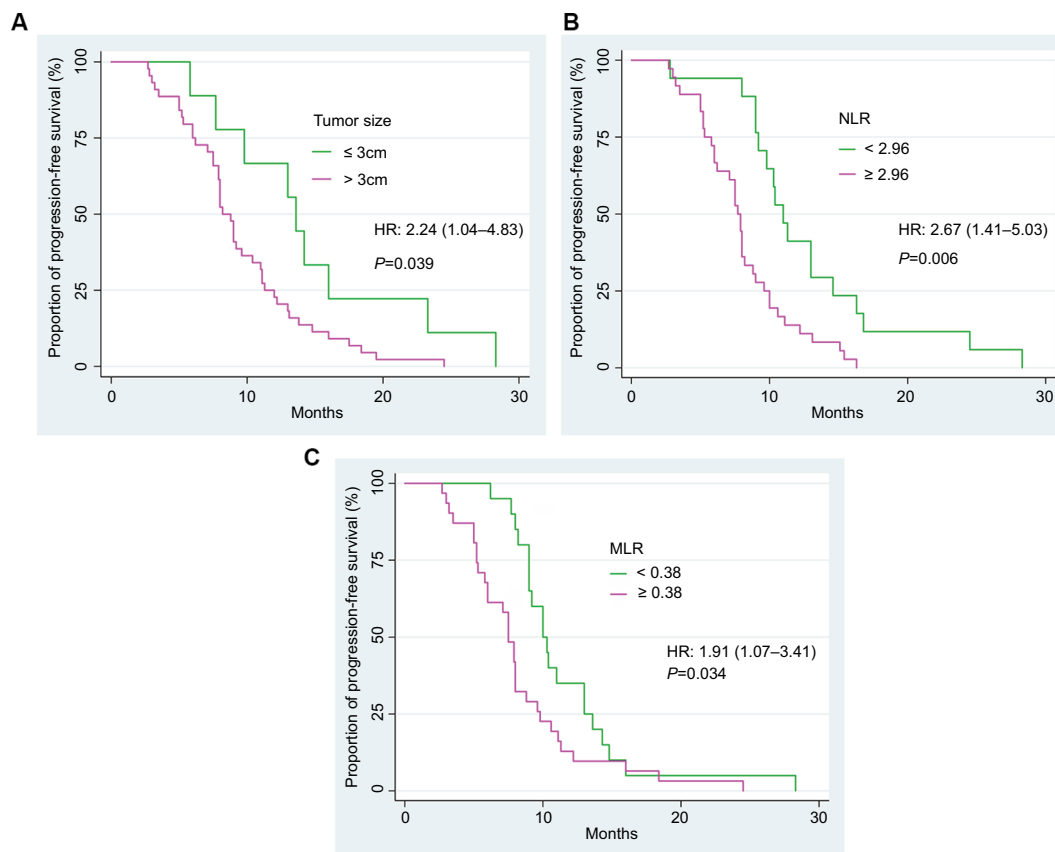 A
Proportion of progression-free survival (%)
100
75
50
25
0
Tumor size
≤ 3cm
> 3cm
HR: 2.24 (1.04–4.83)
P=0.039
0 10 20 30
Months
B
Proportion of progression-free survival (%)
100
75
50
25
0
NLR
< 2.96
≥ 2.96
HR: 2.67 (1.41–5.03)
P=0.006
0 10 20 30
Months
C
Proportion of progression-free survival (%)
100
75
50
25
0
MLR
< 0.38
≥ 0.38
HR: 1.91 (1.07–3.41)
P=0.034
0 10 20 30
Months